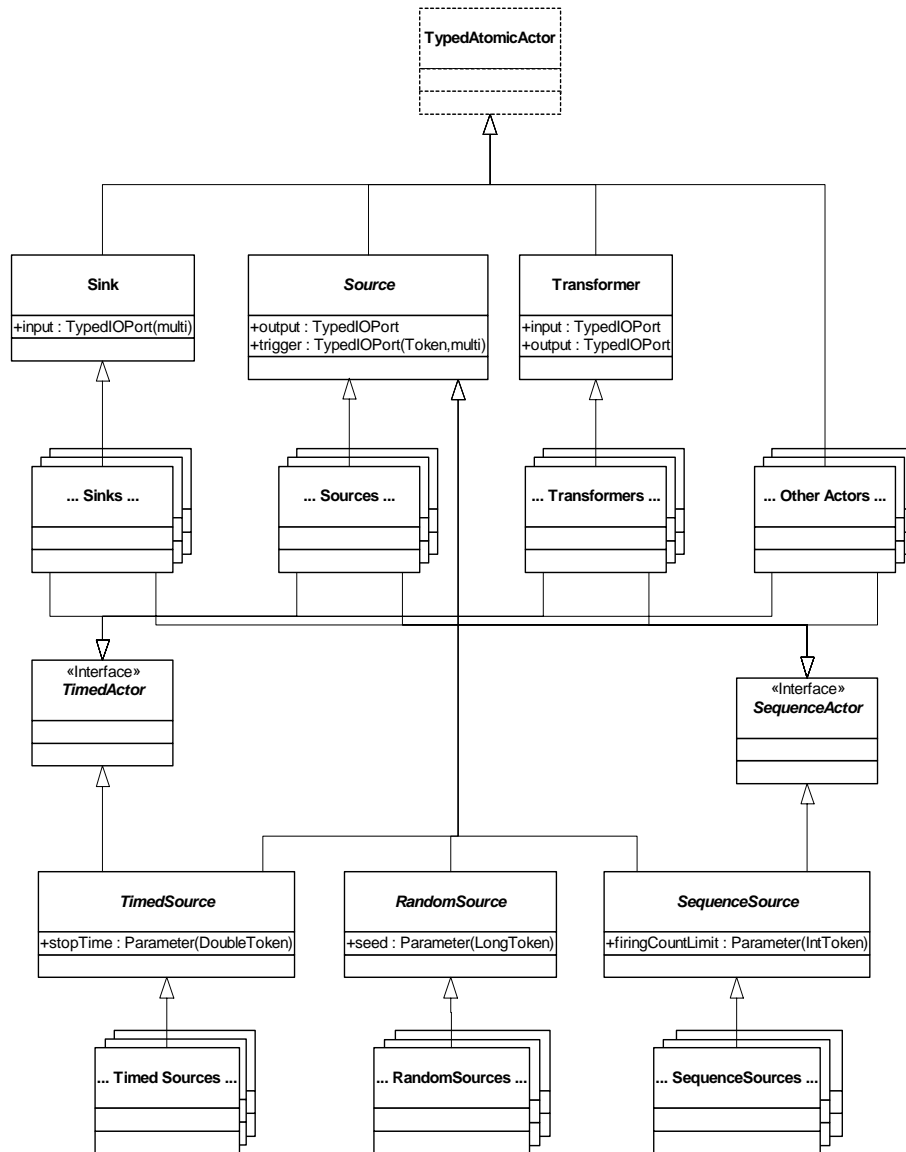 TypedAtomicActor
Sink
+input : TypedIOPort(multi)
Source
+output : TypedIOPort
+trigger : TypedIOPort(Token,multi)
Transformer
+input : TypedIOPort
+output : TypedIOPort
... Sinks ...
... Sources ...
... Transformers ...
... Other Actors ...
«Interface»
TimedActor
«Interface»
SequenceActor
TimedSource
+stopTime : Parameter(DoubleToken)
RandomSource
+seed : Parameter(LongToken)
SequenceSource
+firingCountLimit : Parameter(IntToken)
... Timed Sources ...
... RandomSources ...
... SequenceSources ...